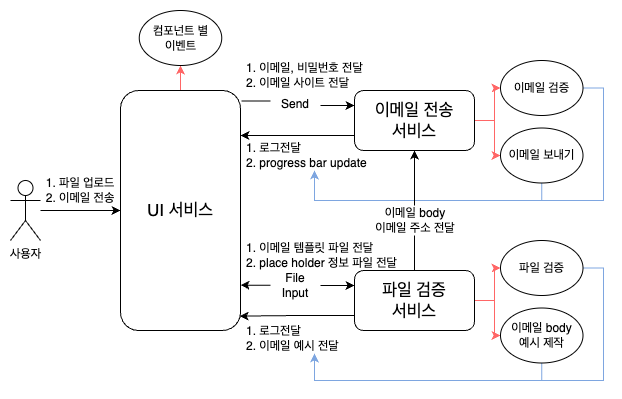 컴포넌트 별
이벤트
1. 이메일, 비밀번호 전달
2. 이메일 사이트 전달
Send
이메일 전송
서비스
이메일 검증
이메일 보내기
1. 로그전달
2. progress bar update
1. 파일 업로드
2. 이메일 전송
사용자
UI 서비스
이메일 body
이메일 주소 전달
1. 이메일 템플릿 파일 전달
2. place holder 정보 파일 전달
File
Input
파일 검증
서비스
파일 검증
이메일 body
예시 제작
1. 로그전달
2. 이메일 예시 전달